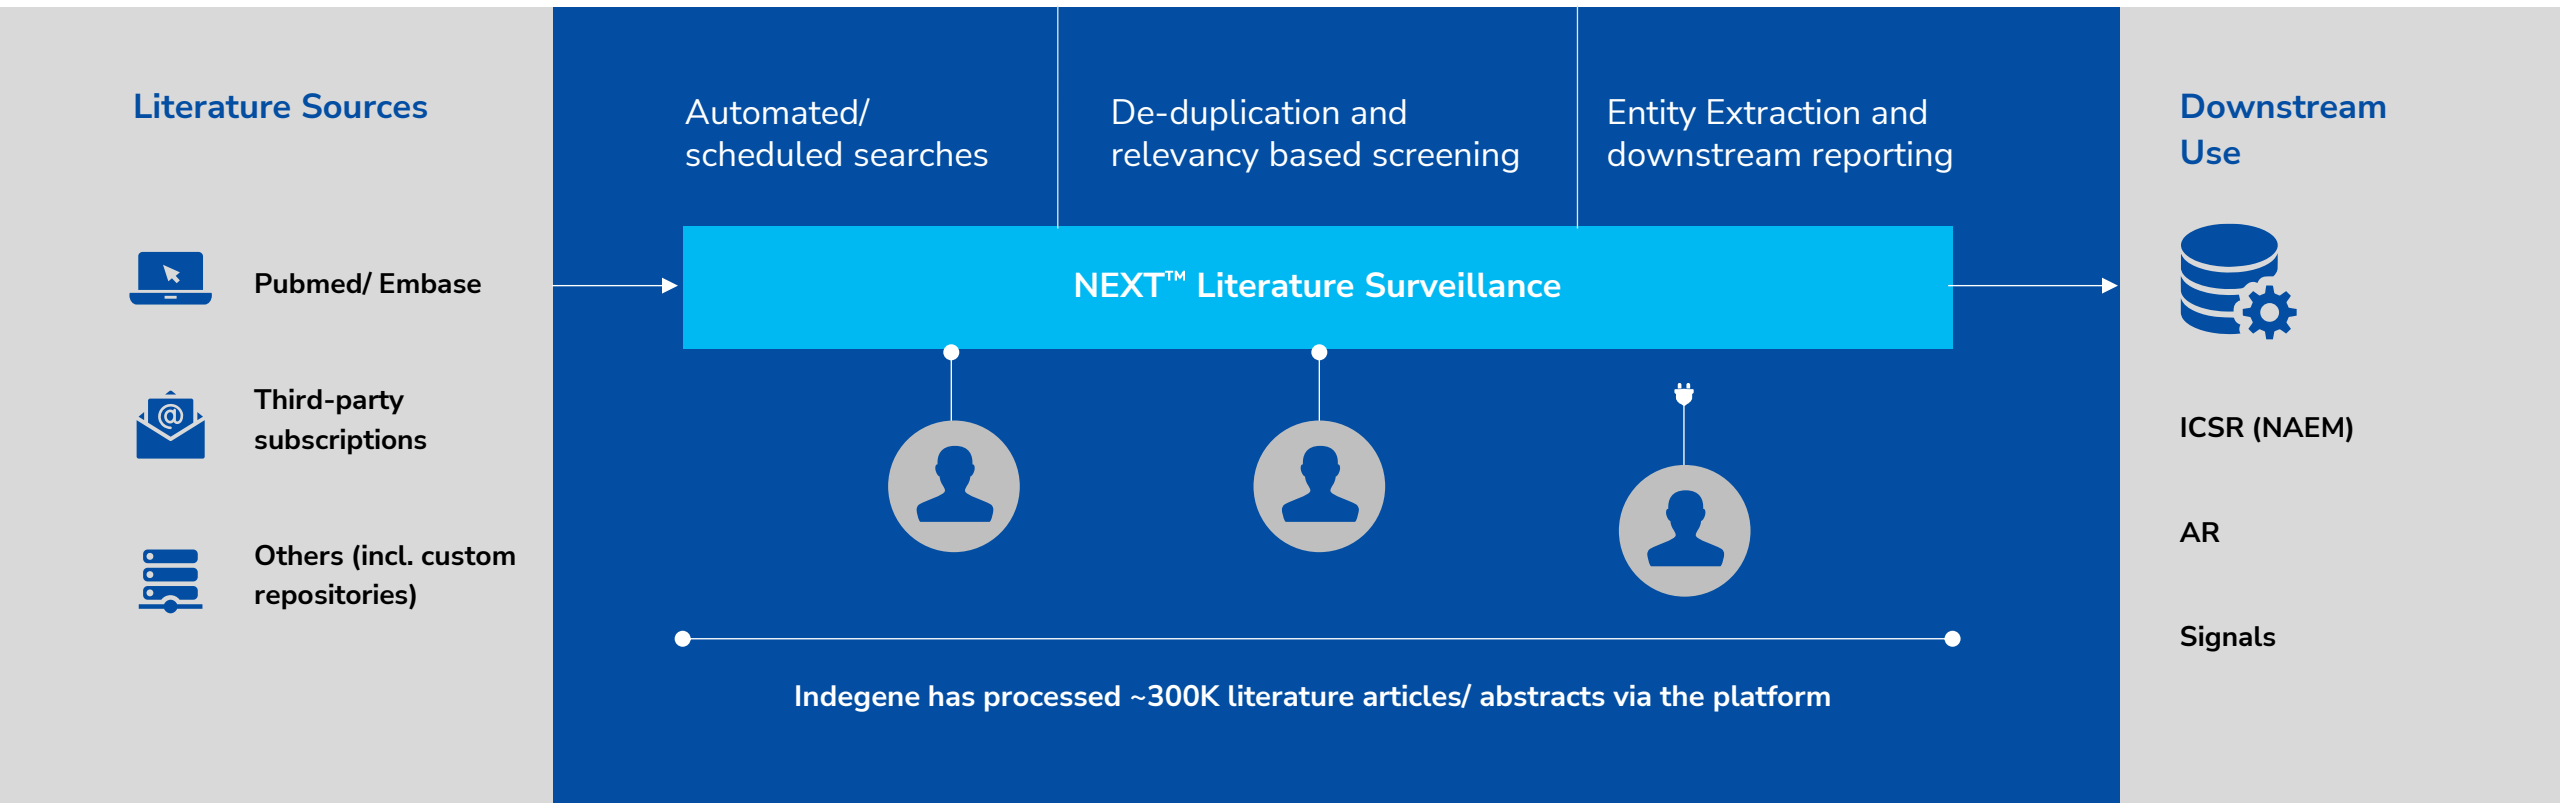 Literature Sources
Pubmed/ Embase
@
Third-party
subscriptions
Others (incl. custom
repositories)
Automated/
scheduled searches
De-duplication and
relevancy based screening
Entity Extraction and
downstream reporting
NEXT™ Literature Surveillance
Indegene has processed ~300K literature articles/ abstracts via the platform
Downstream
Use
ICSR (NAEM)
AR
Signals